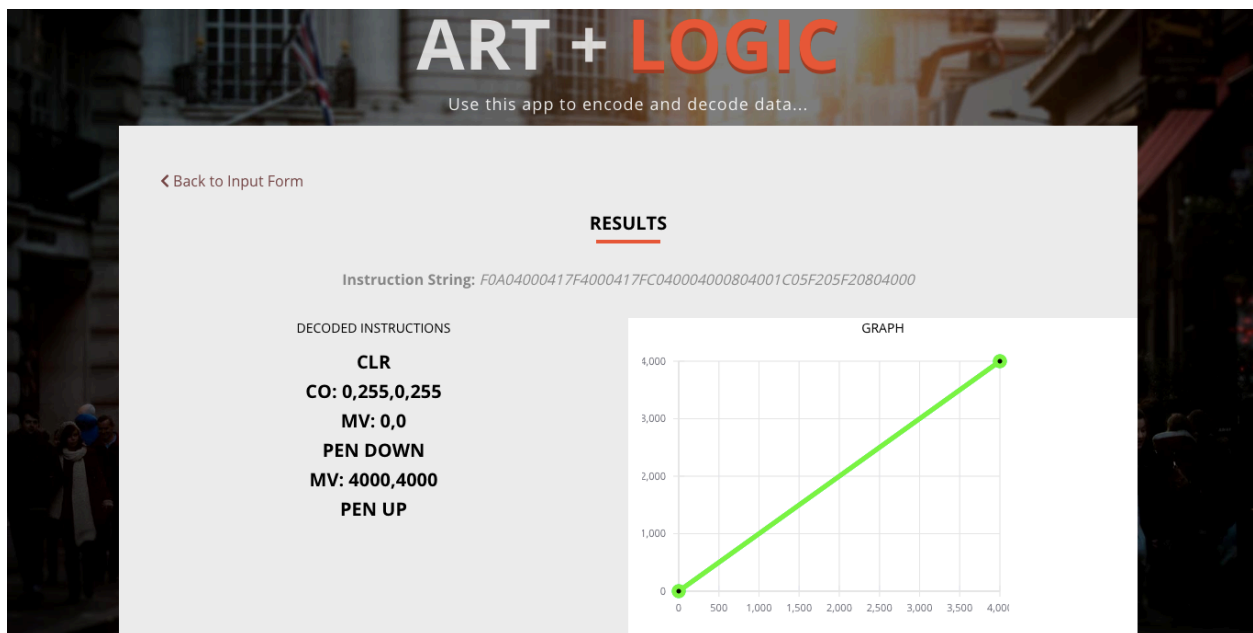 ART + LOGIC
Use this app to encode and decode data...
Back to Input Form
RESULTS
Instruction String: F0A04000417F4000417FC040004000804001C05F205F20804000
DECODED INSTRUCTIONS
CLR
CO: 0,255,0,255
MV: 0,0
PEN DOWN
MV: 4000,4000
PEN UP
GRAPH
4,000
3,000
2,000
1,000
0
0 500 1,000 1,500 2,000 2,500 3,000 3,500 4,000